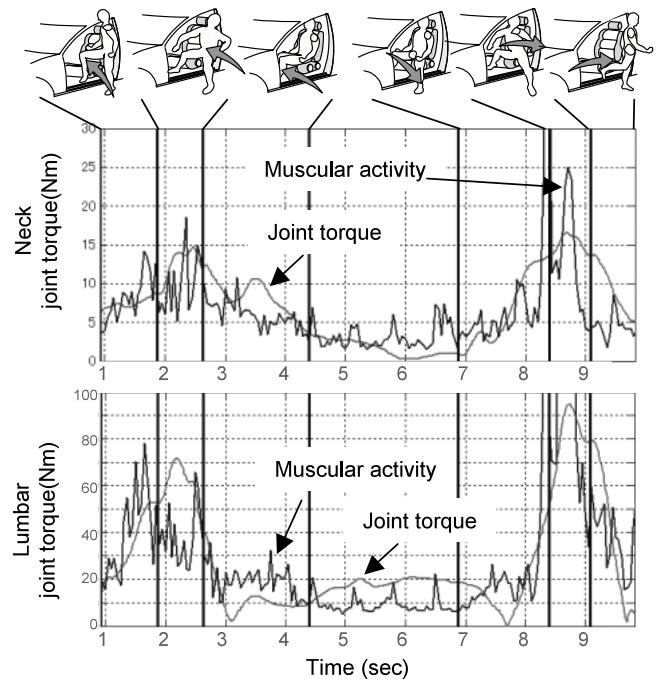 30
25
20
15
10
5
0
Neck
joint torque(Nm)
Muscular activity
Joint torque
1 2 3 4 5 6 7 8 9
100
80
60
40
20
0
Lumbar
joint torque(Nm)
Muscular activity
Joint torque
1 2 3 4 5 6 7 8 9
Time (sec)